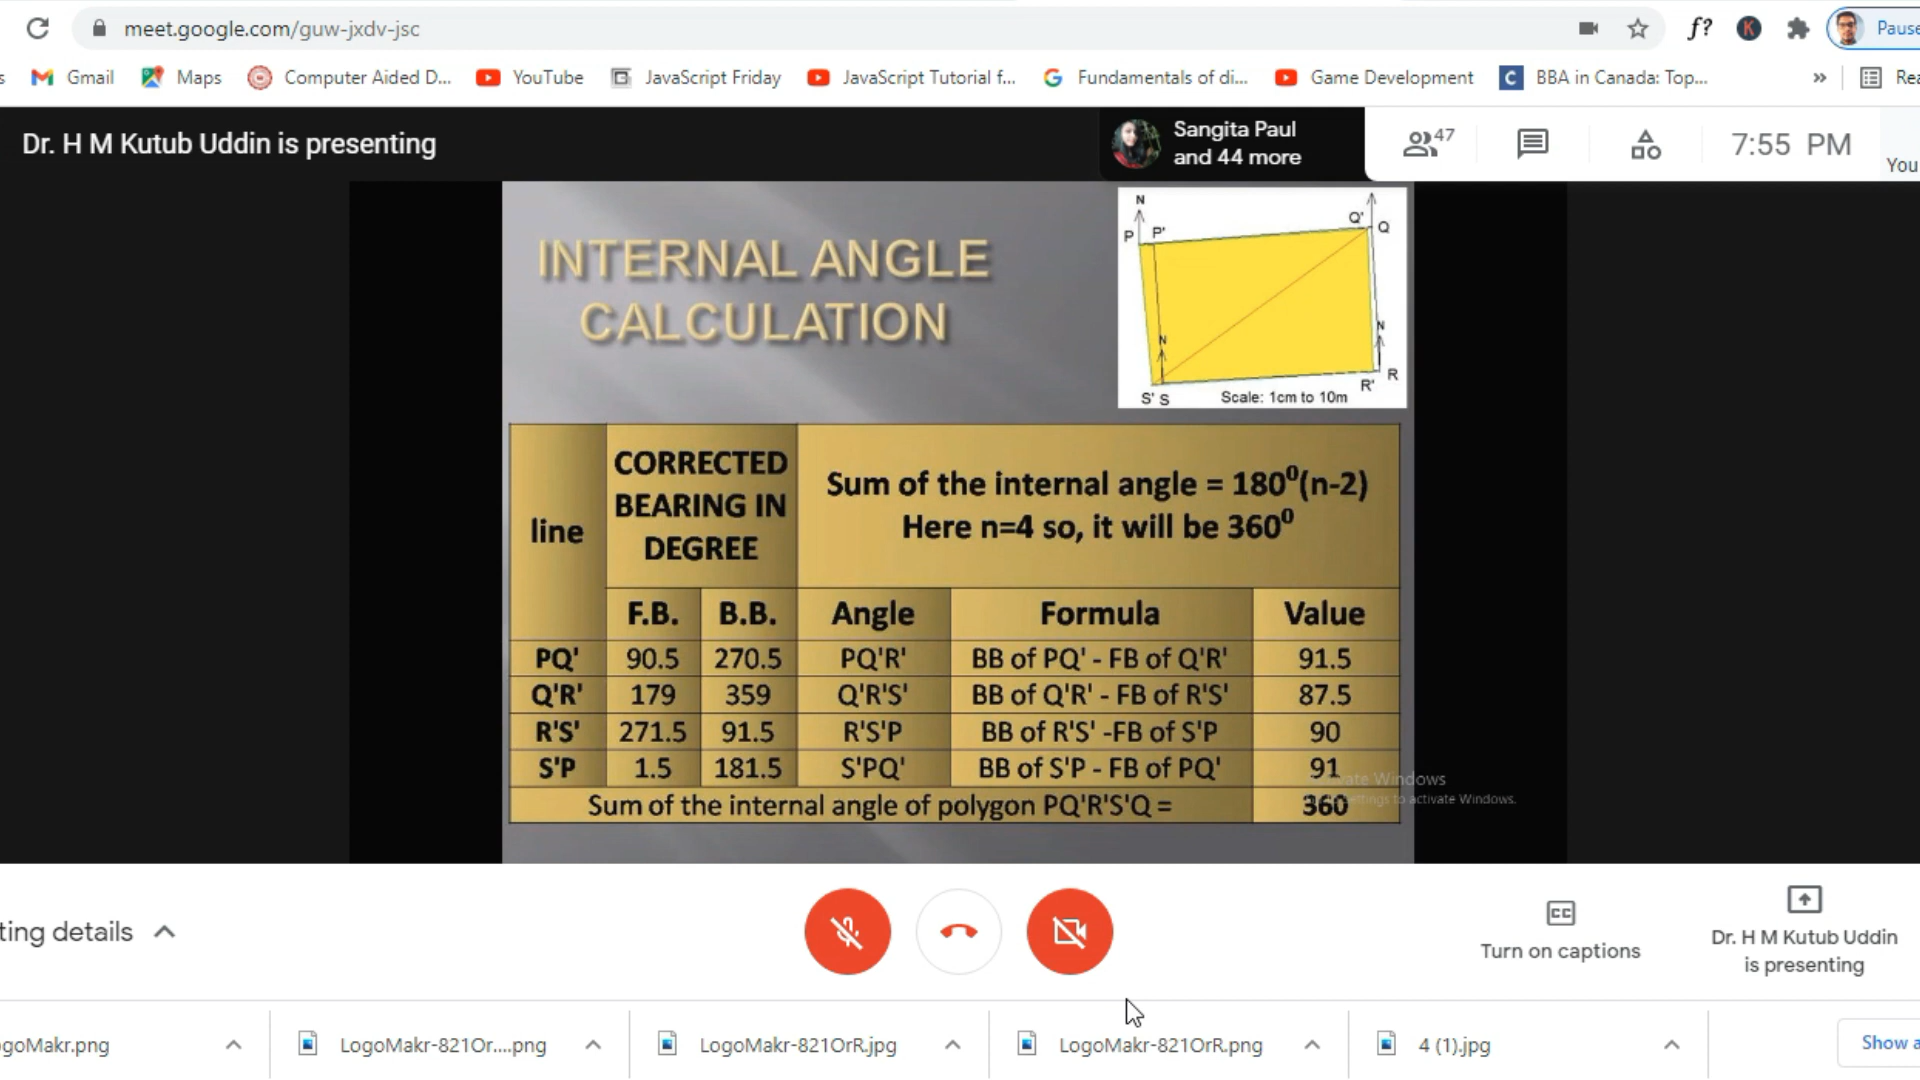 meet.google.com/guw-jxdv-jsc
f?
K
Pause
s
Gmail
Maps
Computer Aided D...
YouTube
JavaScript Friday
JavaScript Tutorial f...
Fundamentals of di...
Game Development
C
BBA in Canada: Top...
»
Rea
Dr. H M Kutub Uddin is presenting
Sangita Paul
and 44 more
47
7:55 PM
You
INTERNAL ANGLE
CALCULATION
N
P P' Q' Q
N N
S' S R' R
Scale: 1cm to 10m
line
CORRECTED
BEARING IN
DEGREE
Sum of the internal angle = 180⁰(n-2)
Here n=4 so, it will be 360⁰
F.B. B.B. Angle Formula Value
PQ' 90.5 270.5 PQ'R' BB of PQ' - FB of Q'R' 91.5
Q'R' 179 359 Q'R'S' BB of Q'R' - FB of R'S' 87.5
R'S' 271.5 91.5 R'S'P BB of R'S' -FB of S'P 90
S'P 1.5 181.5 S'PQ' BB of S'P - FB of PQ' 91
Sum of the internal angle of polygon PQ'R'S'Q = 360
Windows
to activate Windows.
ting details
CC
Turn on captions
Dr. H M Kutub Uddin
is presenting
goMakr.png
LogoMakr-821Or....png
LogoMakr-821OrR.jpg
LogoMakr-821OrR.png
4 (1).jpg
Show a